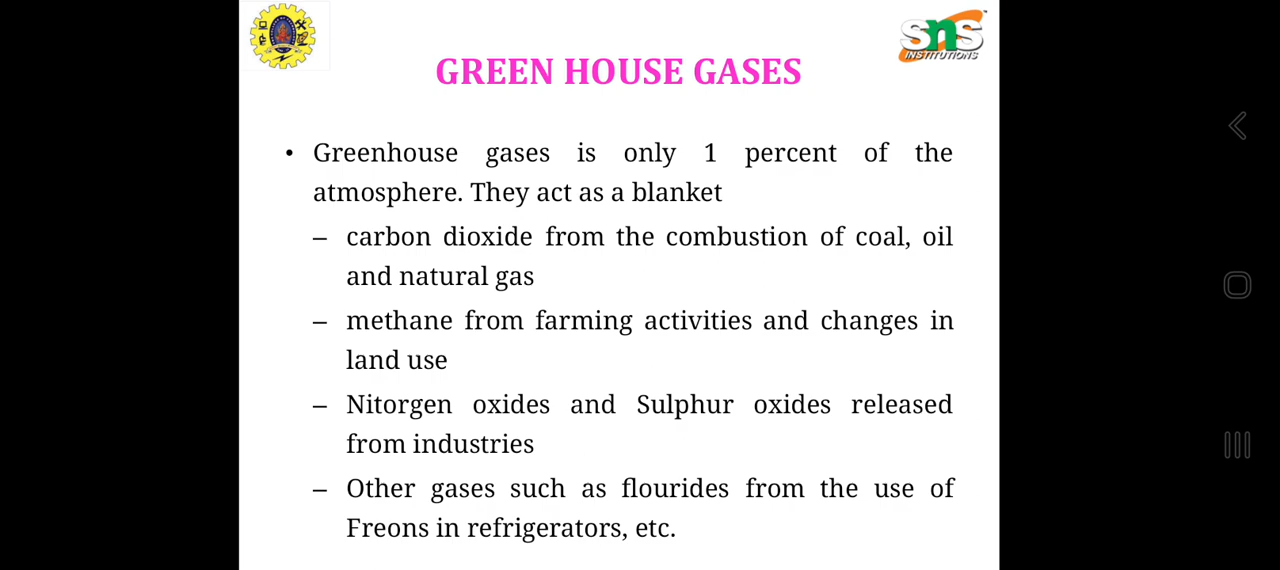 SNS
INSTITUTIONS
GREEN HOUSE GASES
• Greenhouse gases is only 1 percent of the
atmosphere. They act as a blanket
– carbon dioxide from the combustion of coal, oil
and natural gas
– methane from farming activities and changes in
land use
– Nitorgen oxides and Sulphur oxides released
from industries
– Other gases such as flourides from the use of
Freons in refrigerators, etc.